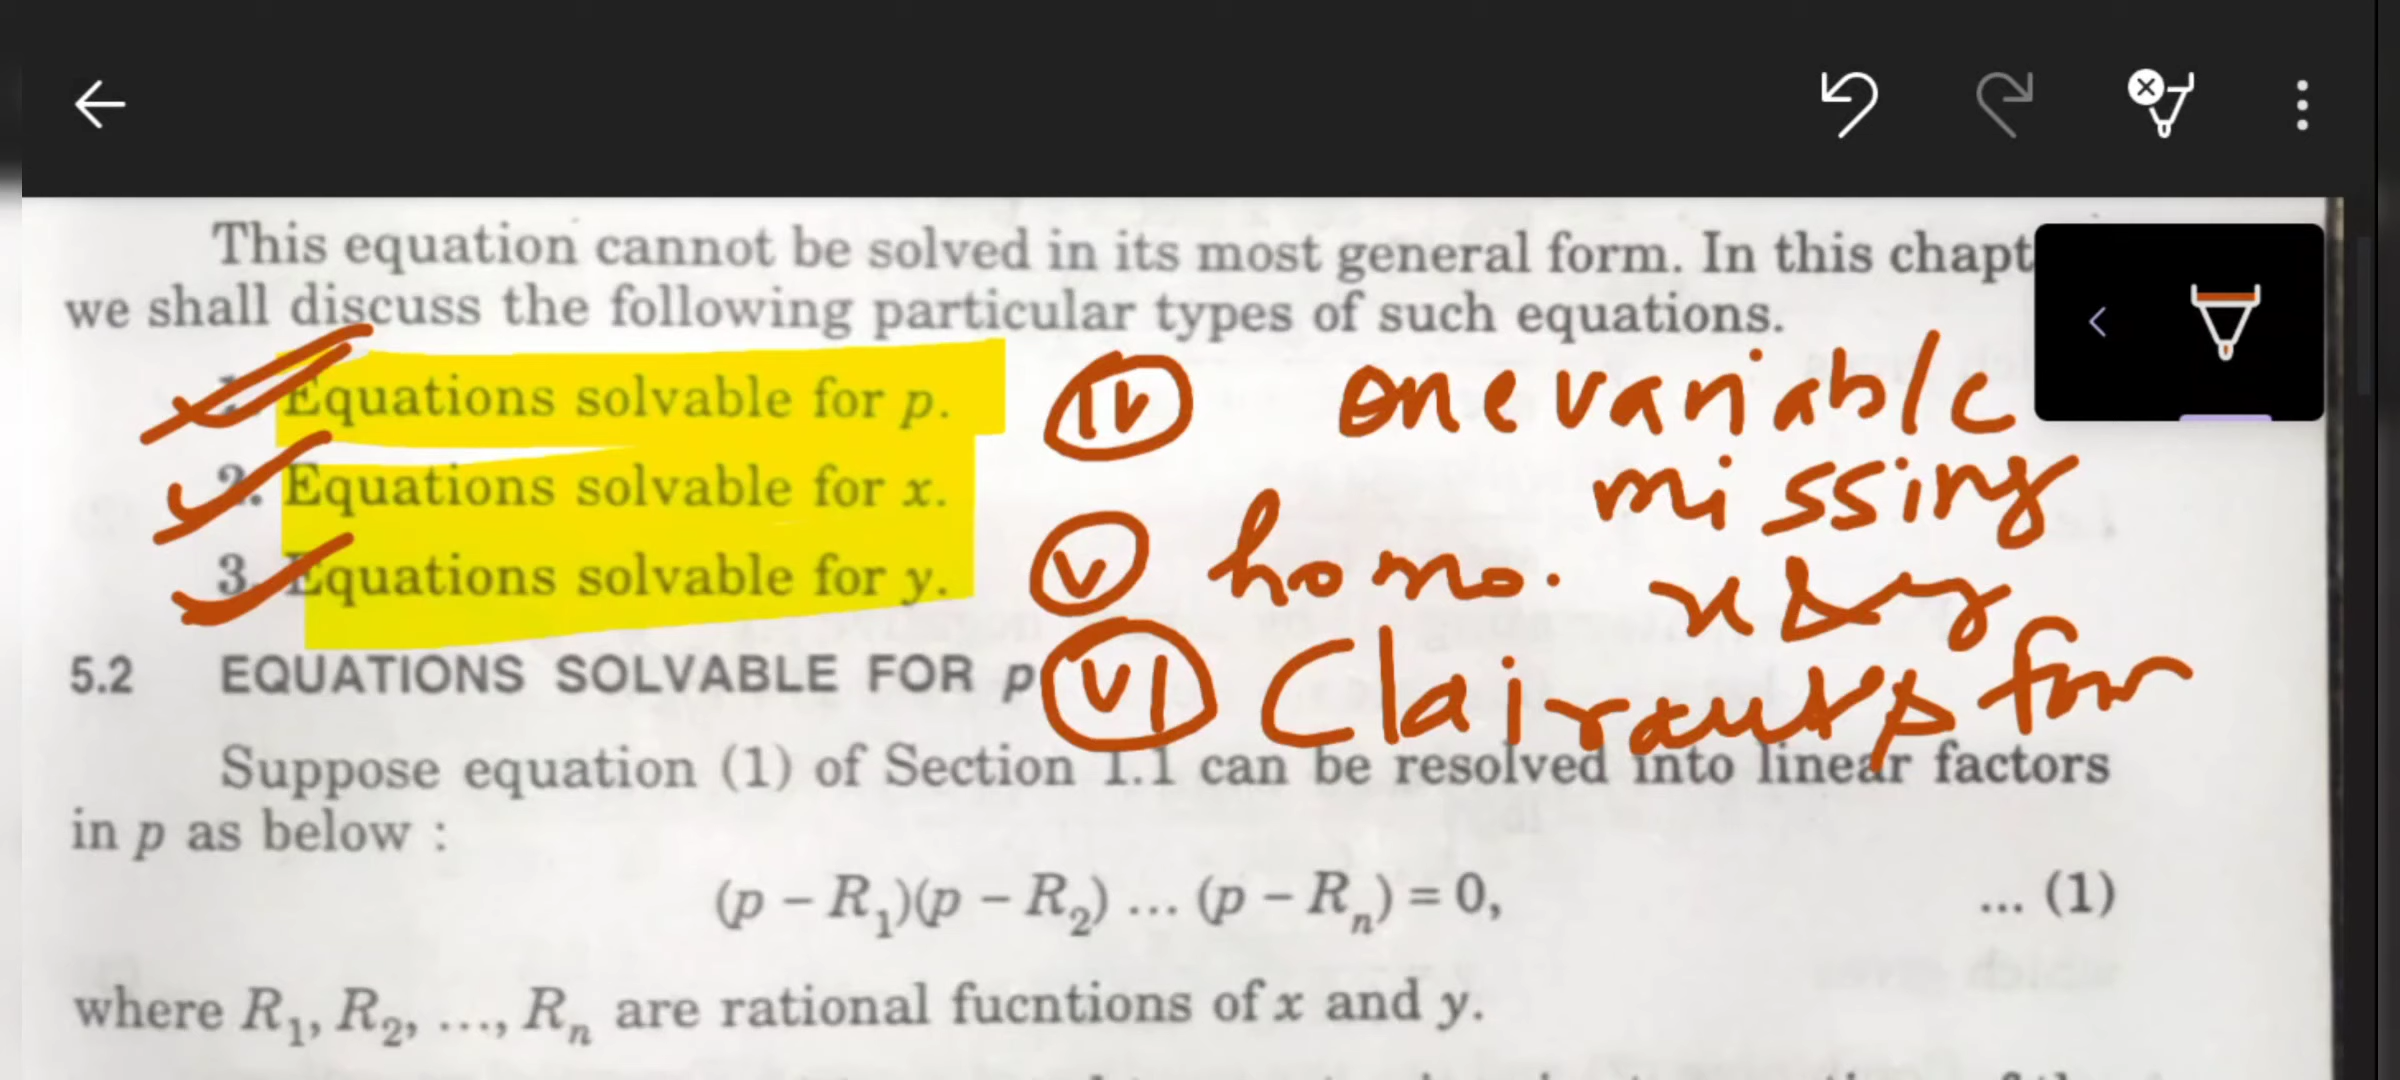 This equation cannot be solved in its most general form. In this chapt
we shall discuss the following particular types of such equations.
1. Equations solvable for p.
2. Equations solvable for x.
3. Equations solvable for y.
IV one variable
missing
V homo. x & y
VI Clairaut's for
5.2 EQUATIONS SOLVABLE FOR p
Suppose equation (1) of Section 1.1 can be resolved into linear factors
in p as below :
(p – R₁)(p – R₂) ... (p – Rₙ) = 0, ... (1)
where R₁, R₂, ..., Rₙ are rational fucntions of x and y.